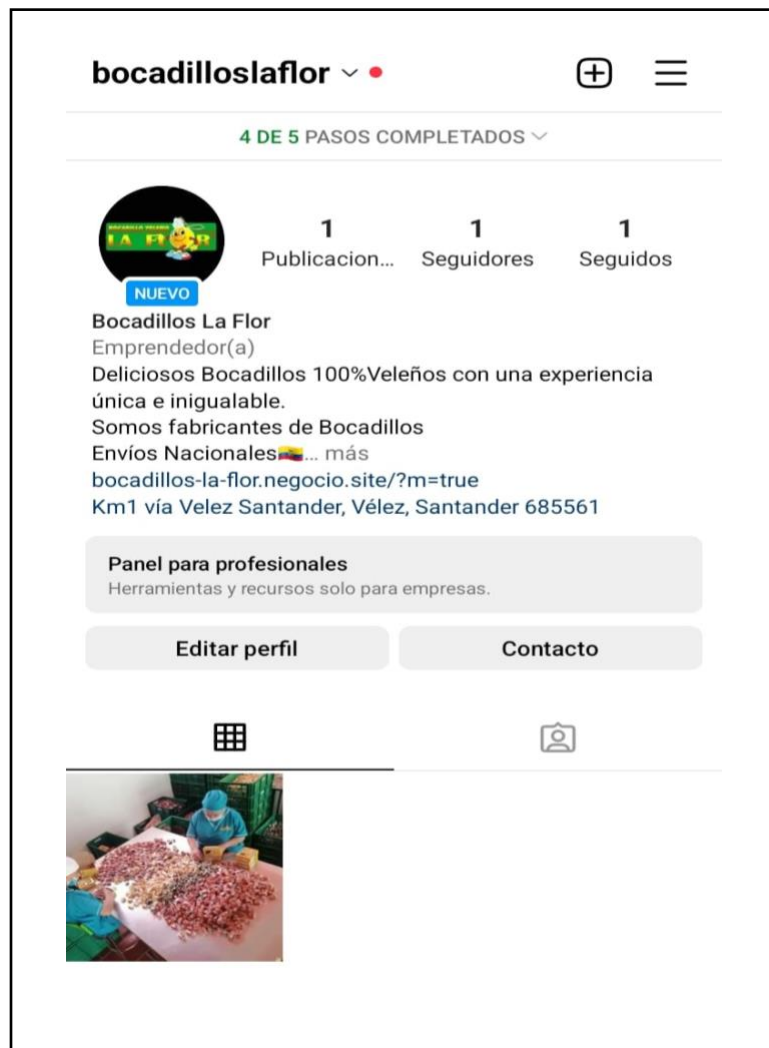 bocadilloslaflor
4 DE 5 PASOS COMPLETADOS
BOCADILLO VELEÑO
LA FLOR
NUEVO
1
Publicacion...
1
Seguidores
1
Seguidos
Bocadillos La Flor
Emprendedor(a)
Deliciosos Bocadillos 100%Veleños con una experiencia
única e inigualable.
Somos fabricantes de Bocadillos
Envíos Nacionales🇪🇨... más
bocadillos-la-flor.negocio.site/?m=true
Km1 vía Velez Santander, Vélez, Santander 685561
Panel para profesionales
Herramientas y recursos solo para empresas.
Editar perfil
Contacto